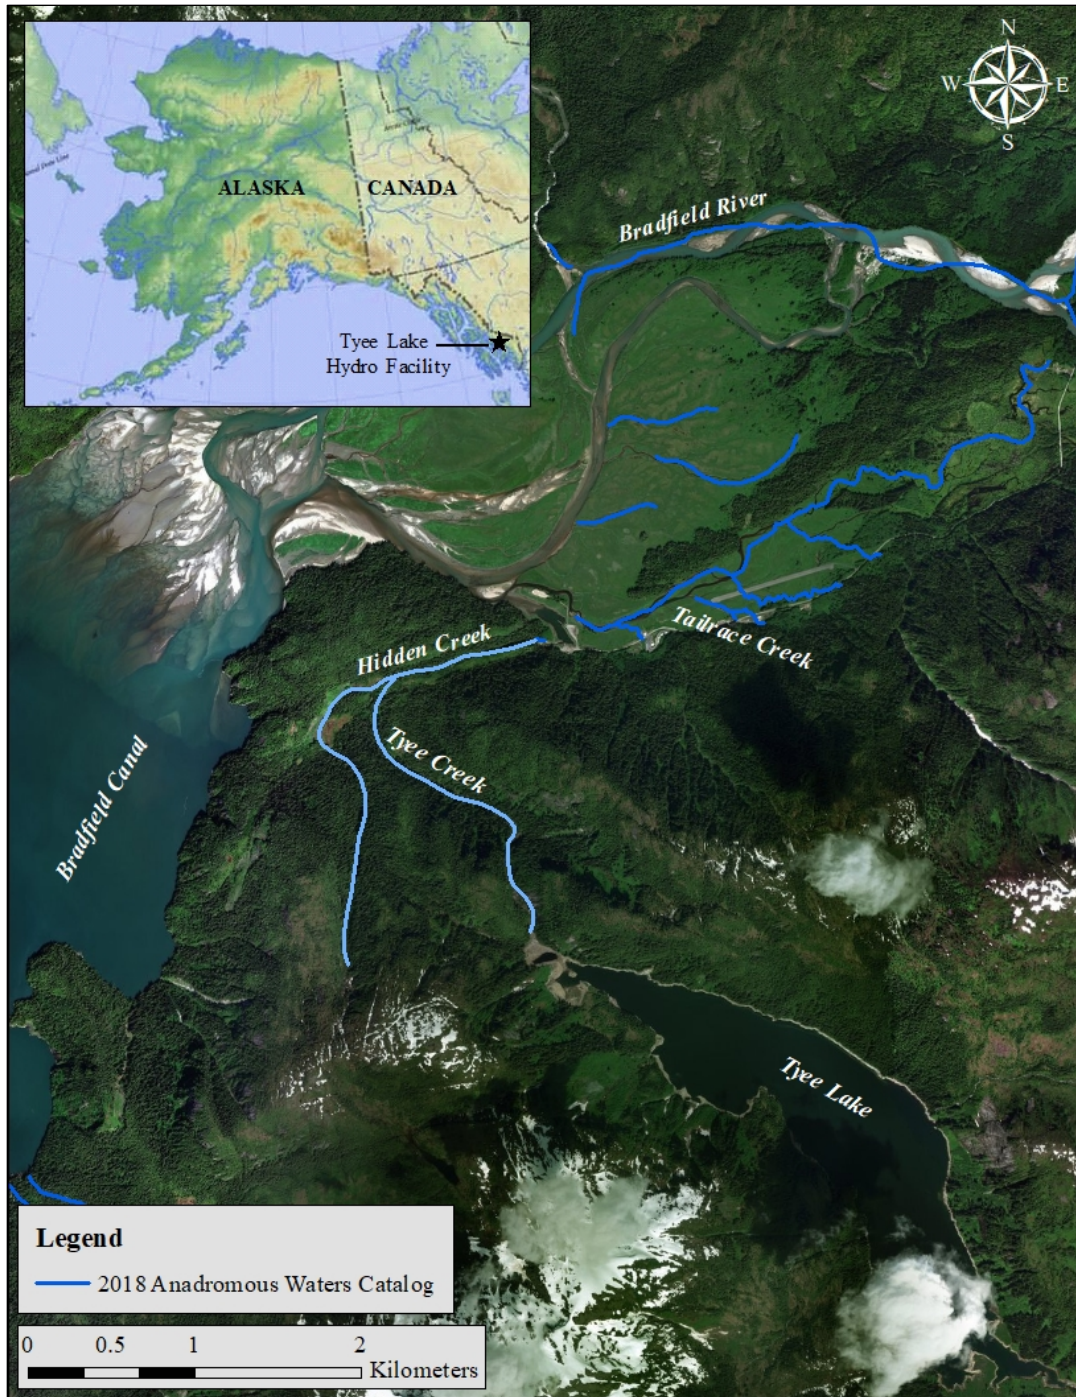 N
W
E
S
ALASKA
CANADA
Tyee Lake
Hydro Facility
Bradfield River
Hidden Creek
Tailrace Creek
Tyee Creek
Bradfield Canal
Tyee Lake
Legend
2018 Anadromous Waters Catalog
0 0.5 1 2
Kilometers